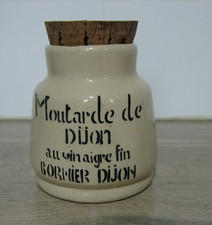 Moutarde de
DIJON
au vinaigre fin
BORNIER DIJON